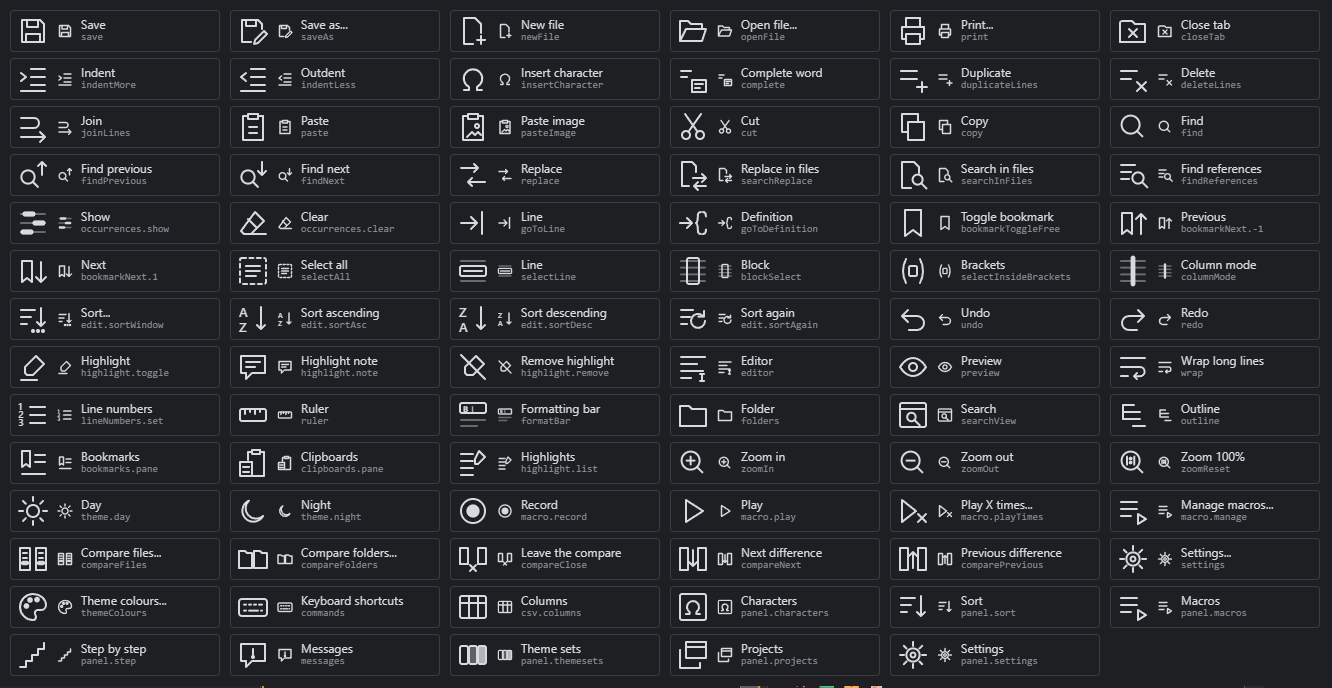 Save
save
Save as...
saveAs
New file
newFile
Open file...
openFile
Print...
print
Close tab
closeTab
Indent
indentMore
Outdent
indentLess
Insert character
insertCharacter
Complete word
complete
Duplicate
duplicateLines
Delete
deleteLines
Join
joinLines
Paste
paste
Paste image
pasteImage
Cut
cut
Copy
copy
Find
find
Find previous
findPrevious
Find next
findNext
Replace
replace
Replace in files
searchReplace
Search in files
searchInFiles
Find references
findReferences
Show
occurrences.show
Clear
occurrences.clear
Line
goToLine
Definition
goToDefinition
Toggle bookmark
bookmarkToggleFree
Previous
bookmarkNext.-1
Next
bookmarkNext.1
Select all
selectAll
Line
selectLine
Block
blockSelect
Brackets
selectInsideBrackets
Column mode
columnMode
Sort...
edit.sortWindow
A
Z
A
Z
Sort ascending
edit.sortAsc
Z
A
Z
A
Sort descending
edit.sortDesc
Sort again
edit.sortAgain
Undo
undo
Redo
redo
Highlight
highlight.toggle
Highlight note
highlight.note
Remove highlight
highlight.remove
Editor
editor
Preview
preview
Wrap long lines
wrap
1
2
3
Line numbers
lineNumbers.set
Ruler
ruler
B I
Formatting bar
formatBar
Folder
folders
Search
searchView
Outline
outline
Bookmarks
bookmarks.pane
Clipboards
clipboards.pane
Highlights
highlight.list
Zoom in
zoomIn
Zoom out
zoomOut
Zoom 100%
zoomReset
Day
theme.day
Night
theme.night
Record
macro.record
Play
macro.play
Play X times...
macro.playTimes
Manage macros...
macro.manage
Compare files...
compareFiles
Compare folders...
compareFolders
Leave the compare
compareClose
Next difference
compareNext
Previous difference
comparePrevious
Settings...
settings
Theme colours...
themeColours
Keyboard shortcuts
commands
Columns
csv.columns
Characters
panel.characters
Sort
panel.sort
Macros
panel.macros
Step by step
panel.step
Messages
messages
Theme sets
panel.themesets
Projects
panel.projects
Settings
panel.settings